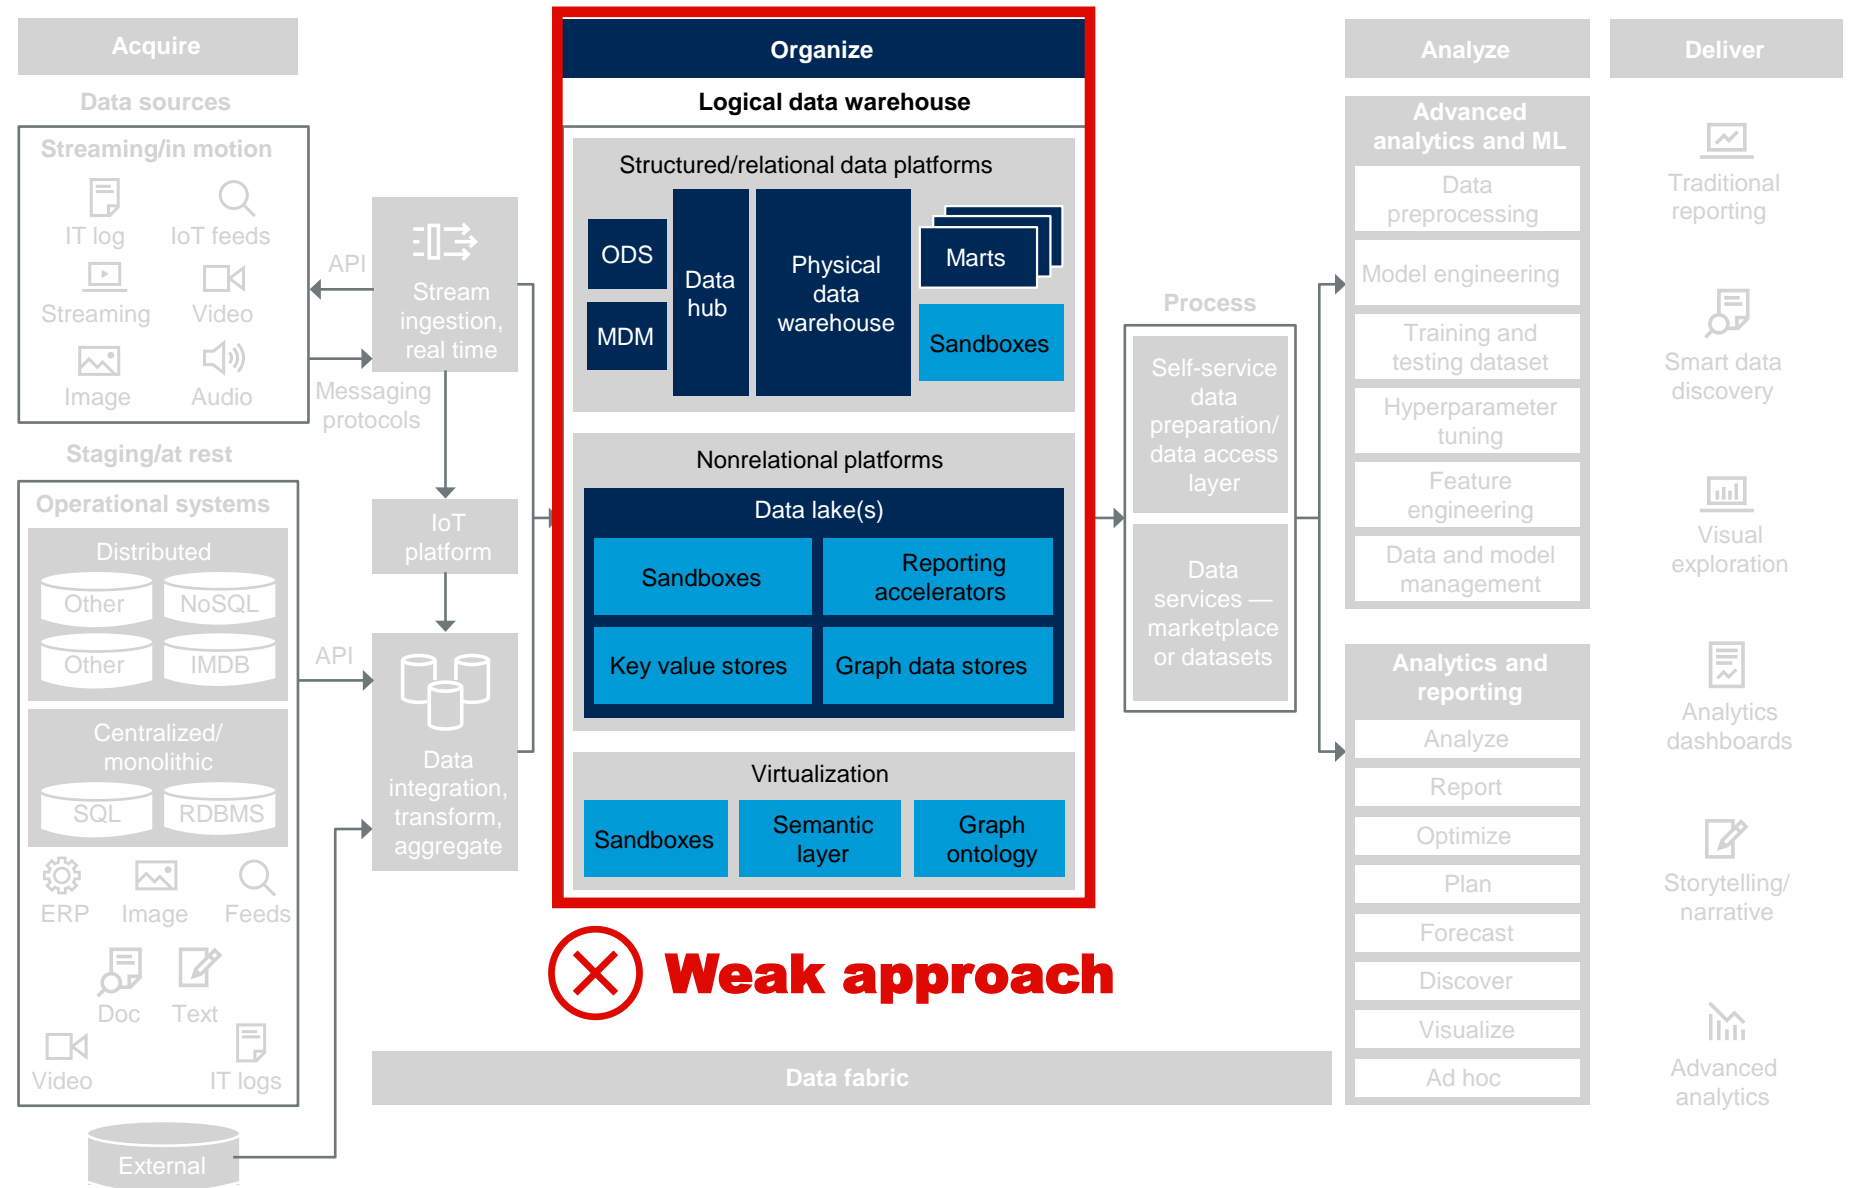 Acquire
Data sources
Streaming/in motion
IT log
IoT feeds
Streaming
Video
Image
Audio
Staging/at rest
Operational systems
Distributed
Other
NoSQL
Other
IMDB
Centralized/
monolithic
SQL
RDBMS
ERP
Image
Feeds
Doc
Text
Video
IT logs
External
API
Messaging
protocols
API
Stream
ingestion,
real time
IoT
platform
Data
integration,
transform,
aggregate
Organize
Logical data warehouse
Structured/relational data platforms
ODS
MDM
Data
hub
Physical
data
warehouse
Marts
Sandboxes
Nonrelational platforms
Data lake(s)
Sandboxes
Reporting
accelerators
Key value stores
Graph data stores
Virtualization
Sandboxes
Semantic
layer
Graph
ontology
Weak approach
Data fabric
Process
Self-service
data
preparation/
data access
layer
Data
services —
marketplace
or datasets
Analyze
Advanced
analytics and ML
Data
preprocessing
Model engineering
Training and
testing dataset
Hyperparameter
tuning
Feature
engineering
Data and model
management
Analytics and
reporting
Analyze
Report
Optimize
Plan
Forecast
Discover
Visualize
Ad hoc
Deliver
Traditional
reporting
Smart data
discovery
Visual
exploration
Analytics
dashboards
Storytelling/
narrative
Advanced
analytics